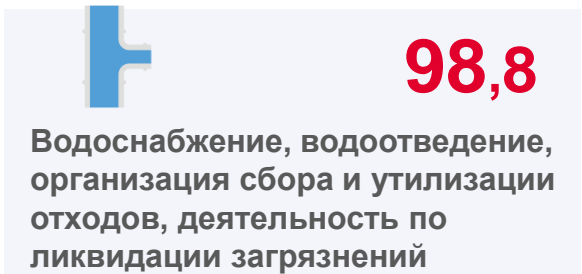 98,8
Водоснабжение, водоотведение,
организация сбора и утилизации
отходов, деятельность по
ликвидации загрязнений